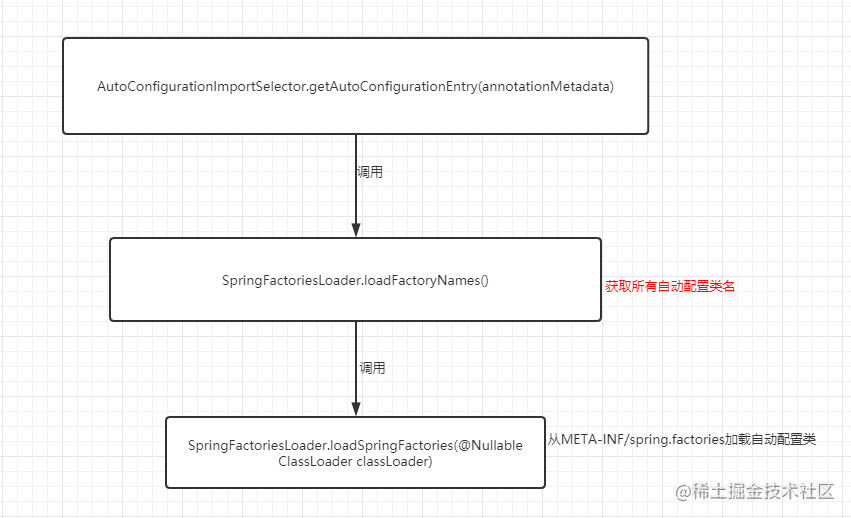 AutoConfigurationImportSelector.getAutoConfigurationEntry(annotationMetadata)
调用
SpringFactoriesLoader.loadFactoryNames()
获取所有自动配置类名
调用
SpringFactoriesLoader.loadSpringFactories(@Nullable
ClassLoader classLoader)
从META-INF/spring.factories加载自动配置类
@稀土掘金技术社区